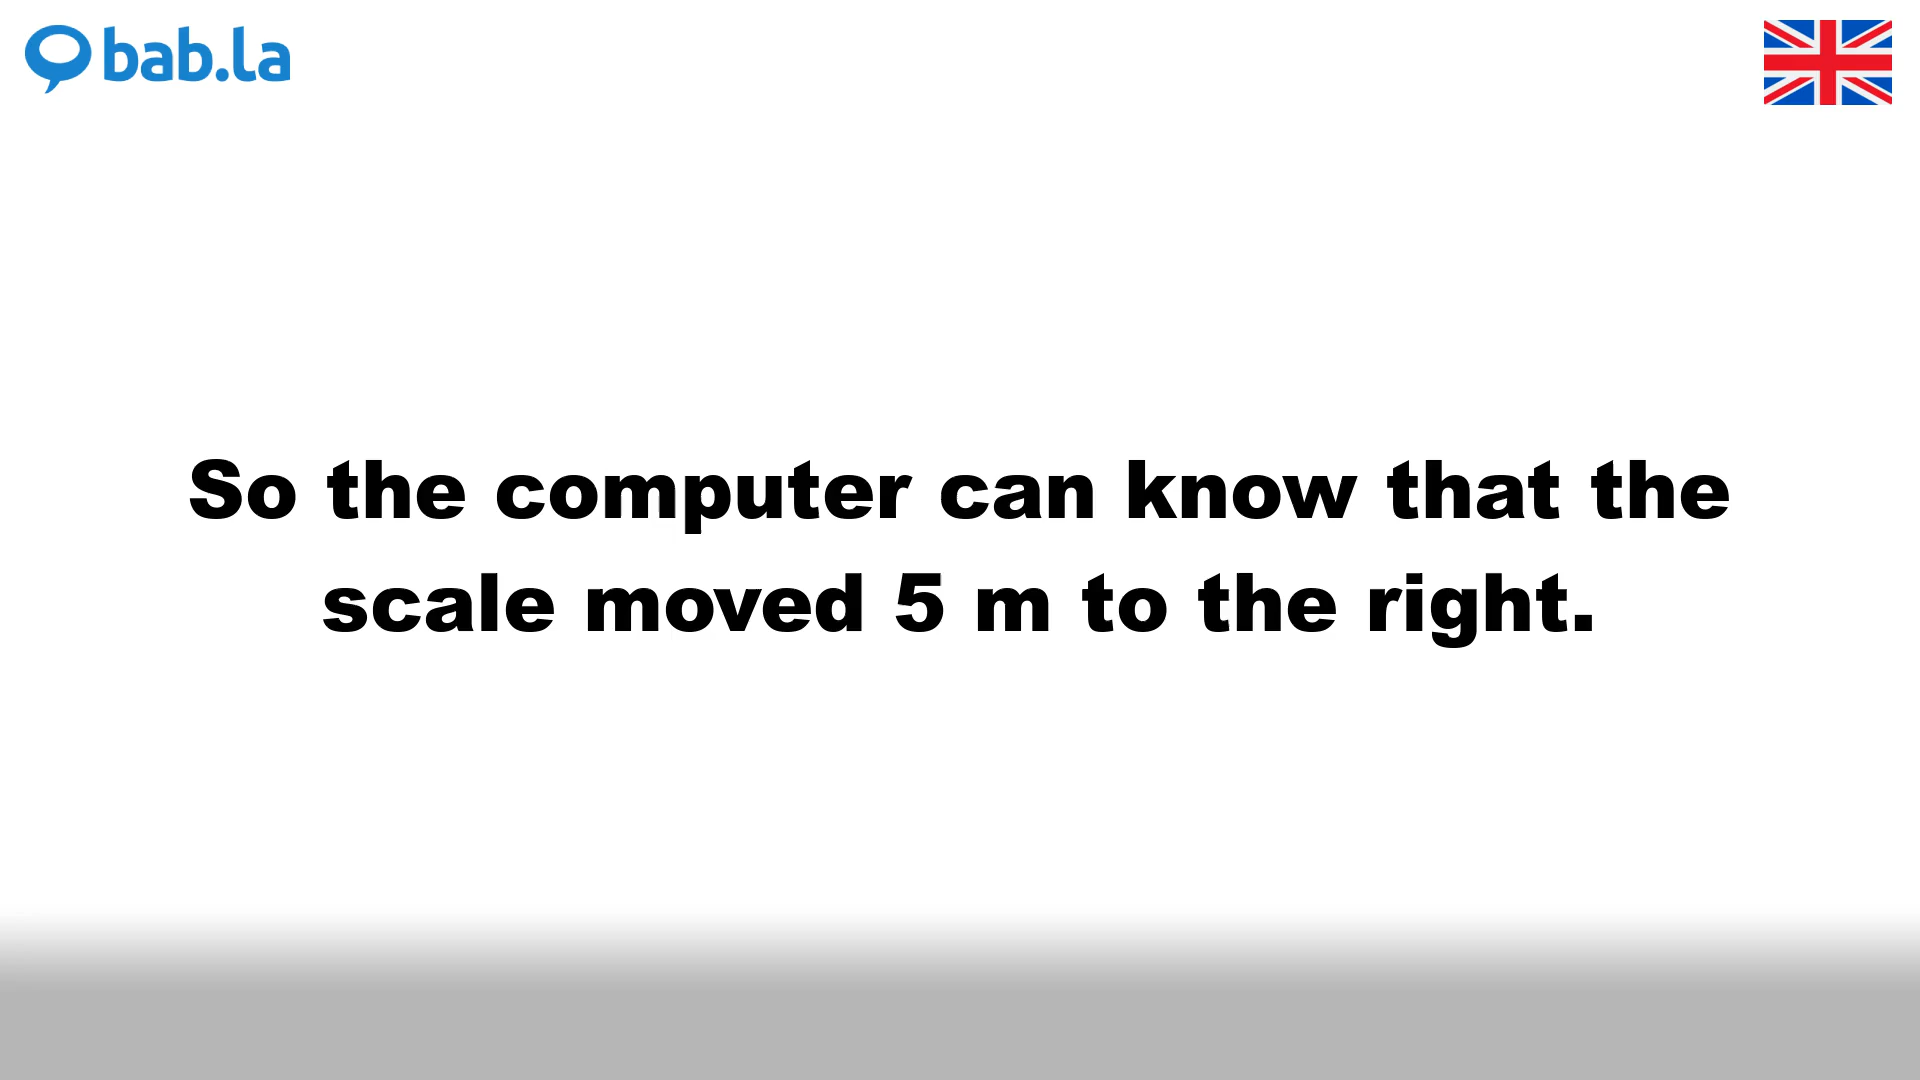 bab.la
So the computer can know that the
scale moved 5 m to the right.